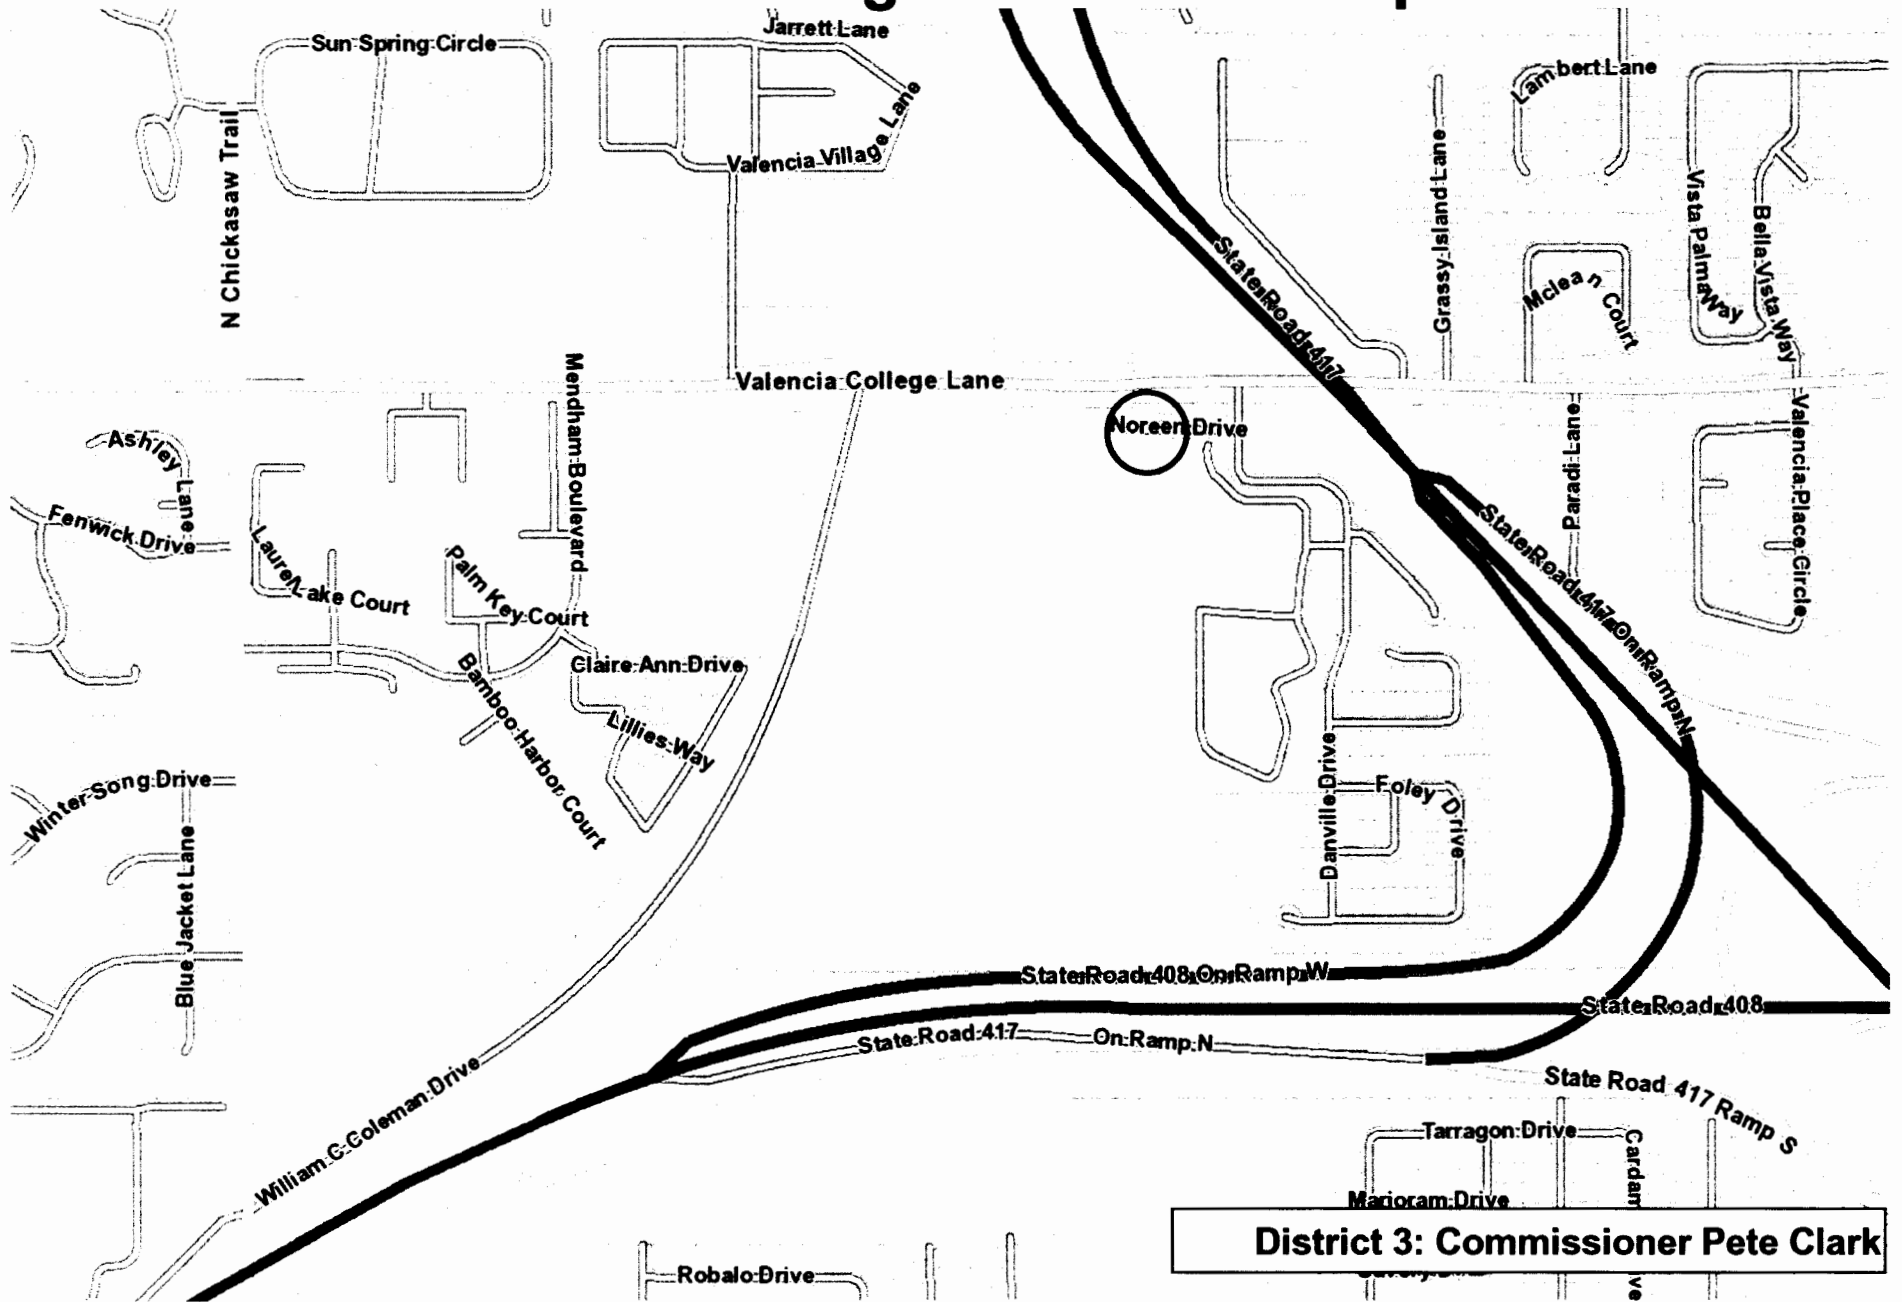 Jarrett Lane
Sun Spring Circle
Lambert Lane
N Chickasaw Trail
Valencia Village Lane
Grassy Island Lane
Vista Palma Way
Bella Vista Way
State Road 417
Mclean Court
Valencia College Lane
Mendham Boulevard
Noreen Drive
Ashley Lane
Paradi Lane
Valencia Place Circle
Fenwick Drive
Laurel Lake Court
Palm Key Court
State Road 417 On Ramp N
Claire Ann Drive
Bamboo Harbor Court
Lillies Way
Winter Song Drive
Danville Drive
Foley Drive
Blue Jacket Lane
State Road 408 On Ramp W
State Road 408
State Road 417 On Ramp N
William C Coleman Drive
State Road 417 Ramp S
Tarragon Drive
Cardam
Marjoram Drive
District 3: Commissioner Pete Clark
Robalo Drive